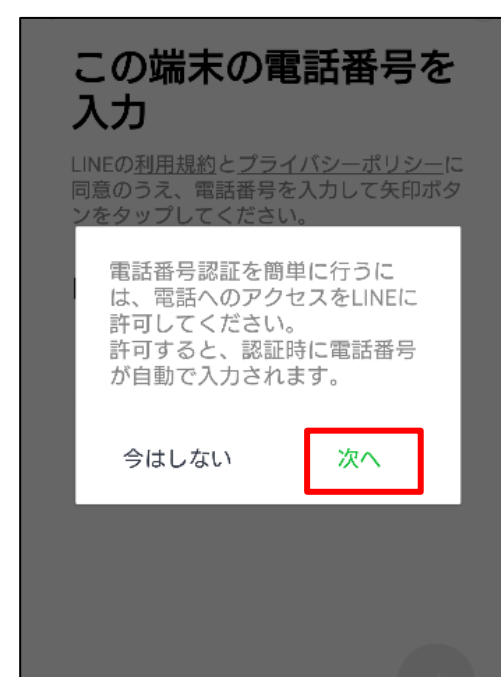 この端末の電話番号を
入力
LINEの利用規約とプライバシーポリシーに
同意のうえ、電話番号を入力して矢印ボタ
ンをタップしてください。
電話番号認証を簡単に行うに
は、電話へのアクセスをLINEに
許可してください。
許可すると、認証時に電話番号
が自動で入力されます。
今はしない 次へ